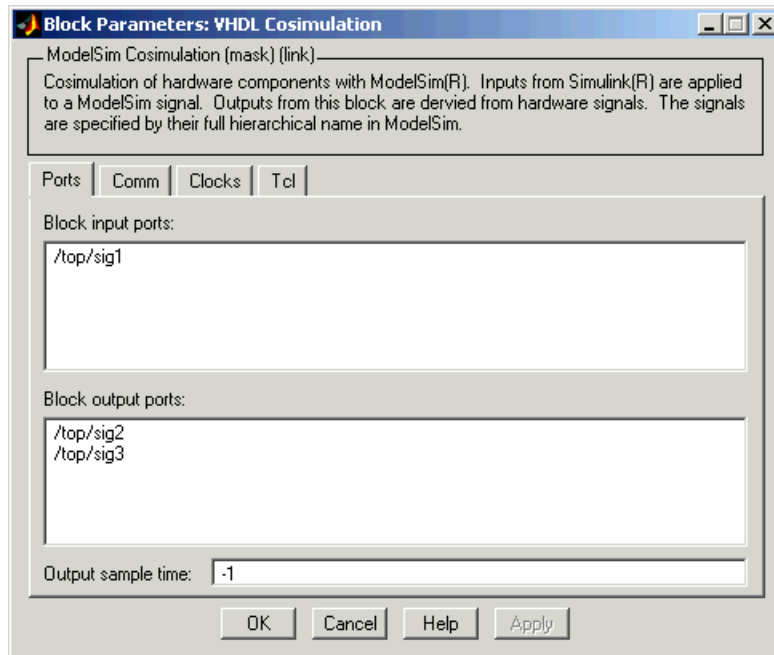 Block Parameters: VHDL Cosimulation
ModelSim Cosimulation (mask) (link)
Cosimulation of hardware components with ModelSim(R).  Inputs from Simulink(R) are applied
to a ModelSim signal.  Outputs from this block are dervied from hardware signals.  The signals
are specified by their full hierarchical name in ModelSim.
Ports Comm Clocks Tcl
Block input ports:
/top/sig1
Block output ports:
/top/sig2
/top/sig3
Output sample time: -1
OK Cancel Help Apply